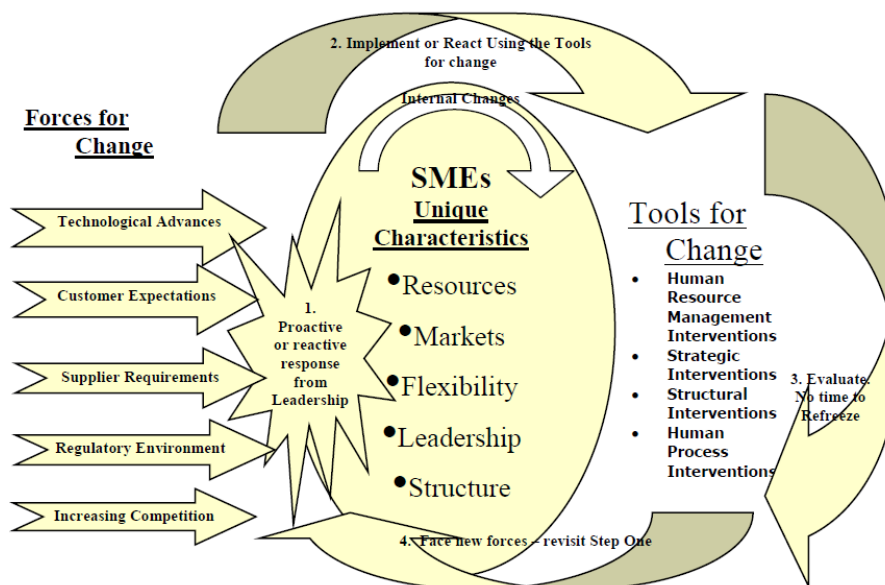 2. Implement or React Using the Tools
for change
Internal Changes
Forces for
Change
Technological Advances
Customer Expectations
Supplier Requirements
Regulatory Environment
Increasing Competition
1.
Proactive
or reactive
response
from
Leadership
SMEs
Unique
Characteristics
•Resources
•Markets
•Flexibility
•Leadership
•Structure
Tools for
Change
• Human
Resource
Management
Interventions
• Strategic
Interventions
• Structural
Interventions
• Human
Process
Interventions
3. Evaluate.
No time to
Refreeze
4. Face new forces – revisit Step One